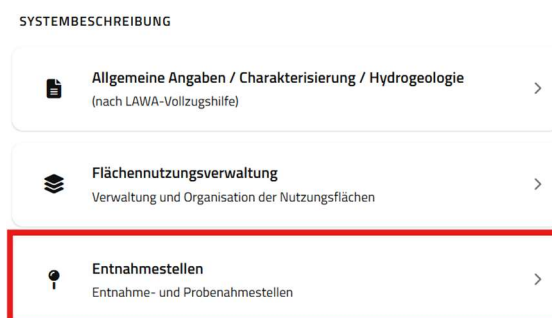 SYSTEMBESCHREIBUNG
Allgemeine Angaben / Charakterisierung / Hydrogeologie
(nach LAWA-Vollzugshilfe)
Flächennutzungsverwaltung
Verwaltung und Organisation der Nutzungsflächen
Entnahmestellen
Entnahme- und Probenahmestellen